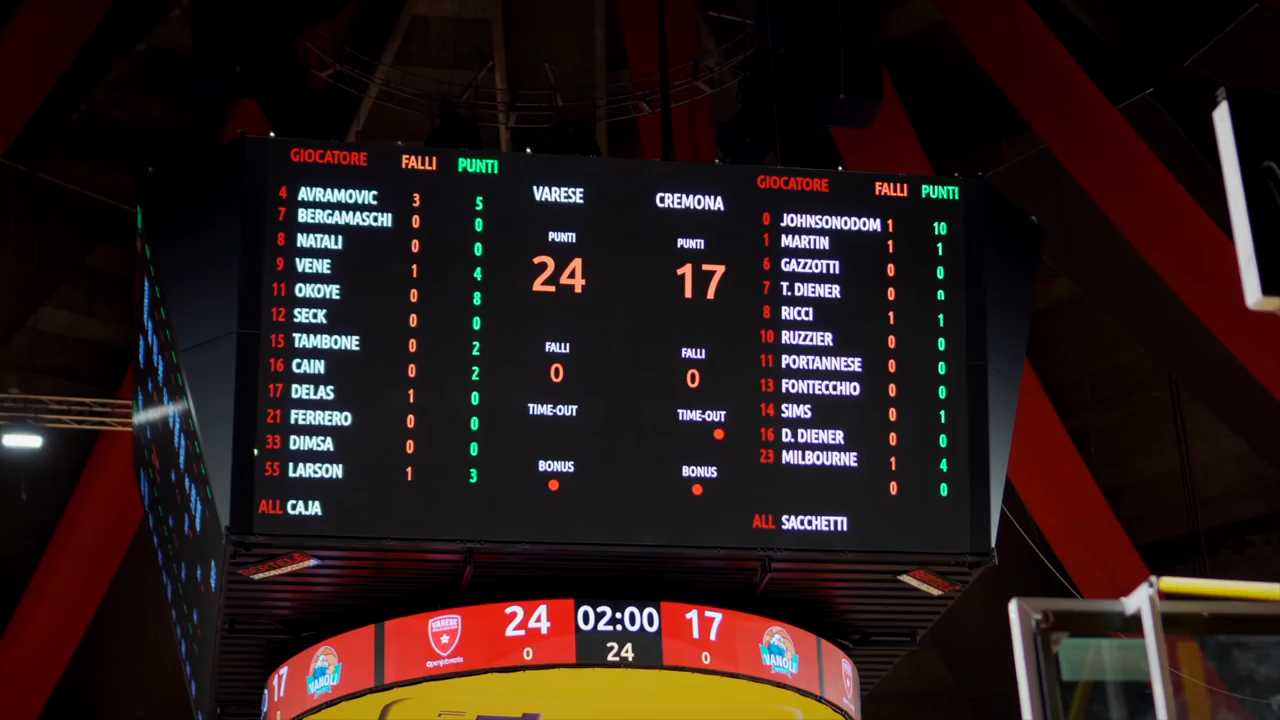 GIOCATORE FALLI PUNTI
4 AVRAMOVIC 3 5
7 BERGAMASCHI 0 0
8 NATALI 0 0
9 VENE 1 4
11 OKOYE 0 8
12 SECK 0 0
15 TAMBONE 0 2
16 CAIN 0 2
17 DELAS 1 0
21 FERRERO 0 0
33 DIMSA 0 0
55 LARSON 1 3
ALL CAJA
VARESE CREMONA
PUNTI PUNTI
24 17
FALLI FALLI
0 0
TIME-OUT TIME-OUT
BONUS BONUS
GIOCATORE FALLI PUNTI
0 JOHNSONODOM 1 10
1 MARTIN 1 1
6 GAZZOTTI 0 0
7 T. DIENER 0 0
8 RICCI 1 1
10 RUZZIER 0 0
11 PORTANNESE 0 0
13 FONTECCHIO 0 0
14 SIMS 0 1
16 D. DIENER 0 0
23 MILBOURNE 1 4
0 0
ALL SACCHETTI
17 VANOLI
VARESE
openjobmetis
24 02:00 17
0 24 0
VANOLI